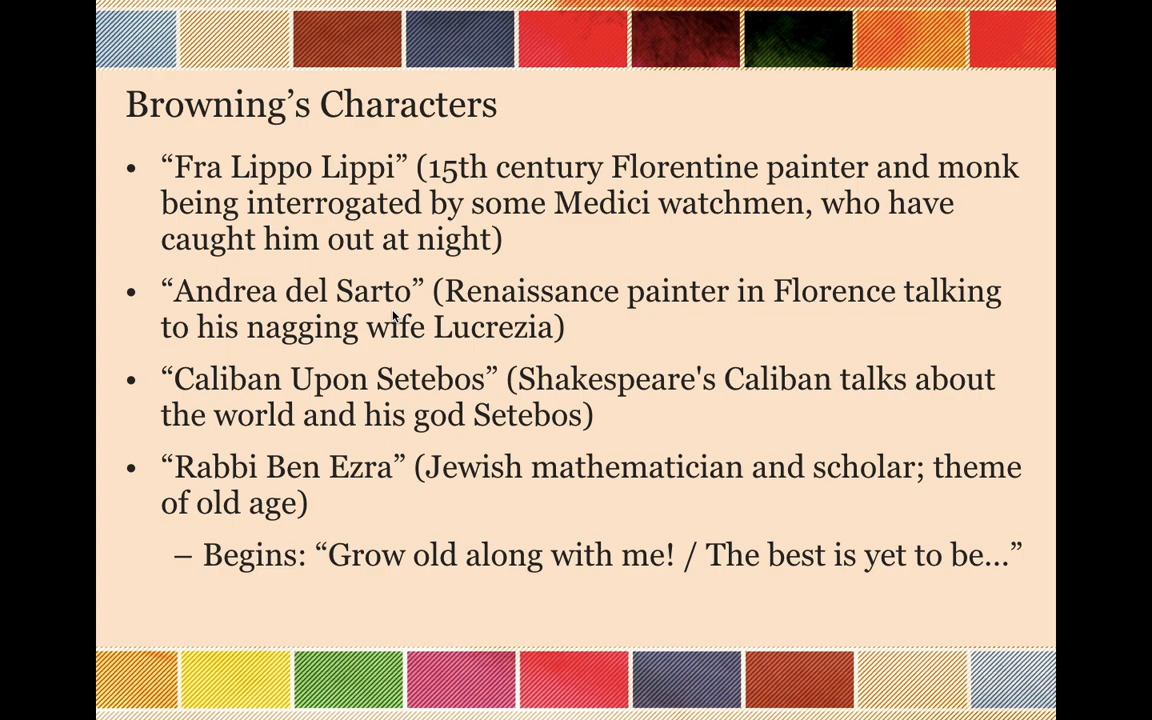 Browning’s Characters
• “Fra Lippo Lippi” (15th century Florentine painter and monk
being interrogated by some Medici watchmen, who have
caught him out at night)
• “Andrea del Sarto” (Renaissance painter in Florence talking
to his nagging wife Lucrezia)
• “Caliban Upon Setebos” (Shakespeare's Caliban talks about
the world and his god Setebos)
• “Rabbi Ben Ezra” (Jewish mathematician and scholar; theme
of old age)
– Begins: “Grow old along with me! / The best is yet to be…”